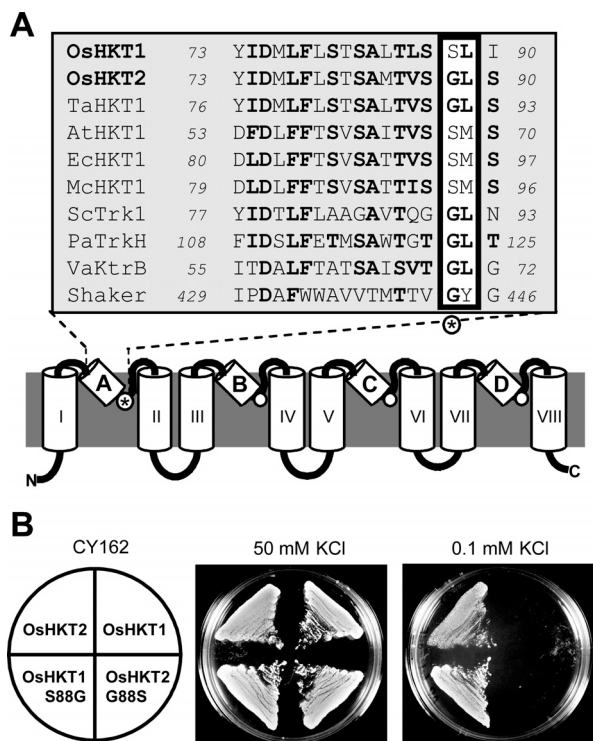 A
OsHKT1 73 YIDMLFLSTSALTLS SL I 90
OsHKT2 73 YIDMLFLSTSAMTVS GL S 90
TaHKT1 76 YIDMLFLSTSALTVS GL S 93
AtHKT1 53 DFDLFFTSVSAITVS SM S 70
EcHKT1 80 DLDLFFTSVSATTVS SM S 97
McHKT1 79 DLDLFFTSVSATTIS SM S 96
ScTrk1 77 YIDTLFLAAGAVTQG GL N 93
PaTrkH 108 FIDSLFETMSAWTGT GL T 125
VaKtrB 55 ITDALFTATSAISVT GL G 72
Shaker 429 IPDAFWWAVVTMTTV GY G 446
*
A * B C D
I II III IV V VI VII VIII
N C
B
CY162 50 mM KCl 0.1 mM KCl
OsHKT2 OsHKT1
OsHKT1 OsHKT2
S88G G88S